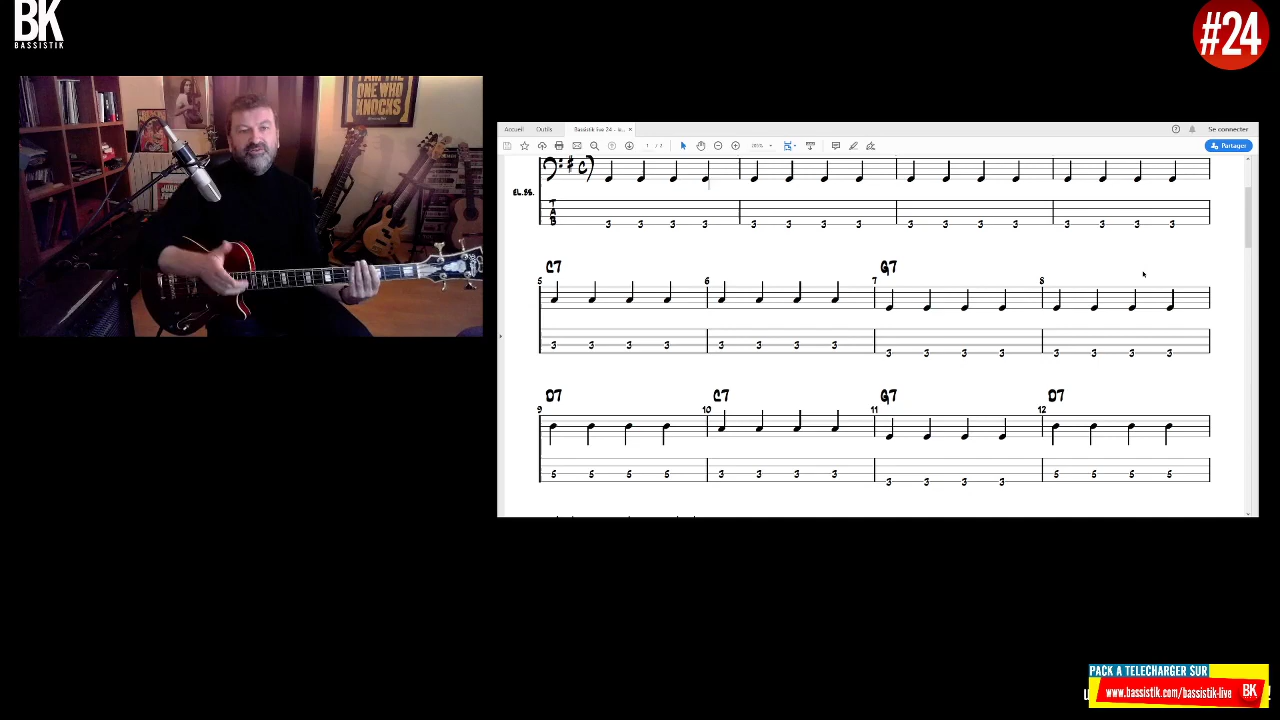 BK
BASSISTIK
#24
I AM THE
ONE WHO
KNOCKS
Accueil Outils Bassistik live 24 - is... ×
Se connecter
Partager
EL.BS.
T
A
B
3 3 3 3 3 3 3 3 3 3 3 3 3 3 3 3
C7 G7
5 6 7 8
3 3 3 3 3 3 3 3 3 3 3 3 3 3 3 3
D7 C7 G7 D7
9 10 11 12
5 5 5 5 3 3 3 3 3 3 3 3 5 5 5 5
PACK A TELECHARGER SUR
www.bassistik.com/bassistik-live BK